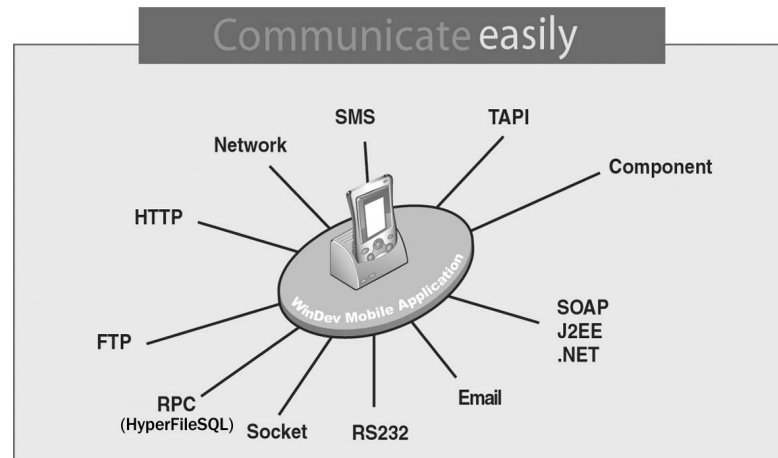 Communicate easily
SMS
TAPI
Network
Component
HTTP
WinDev Mobile Application
SOAP
J2EE
.NET
FTP
Email
RPC
(HyperFileSQL)
Socket
RS232